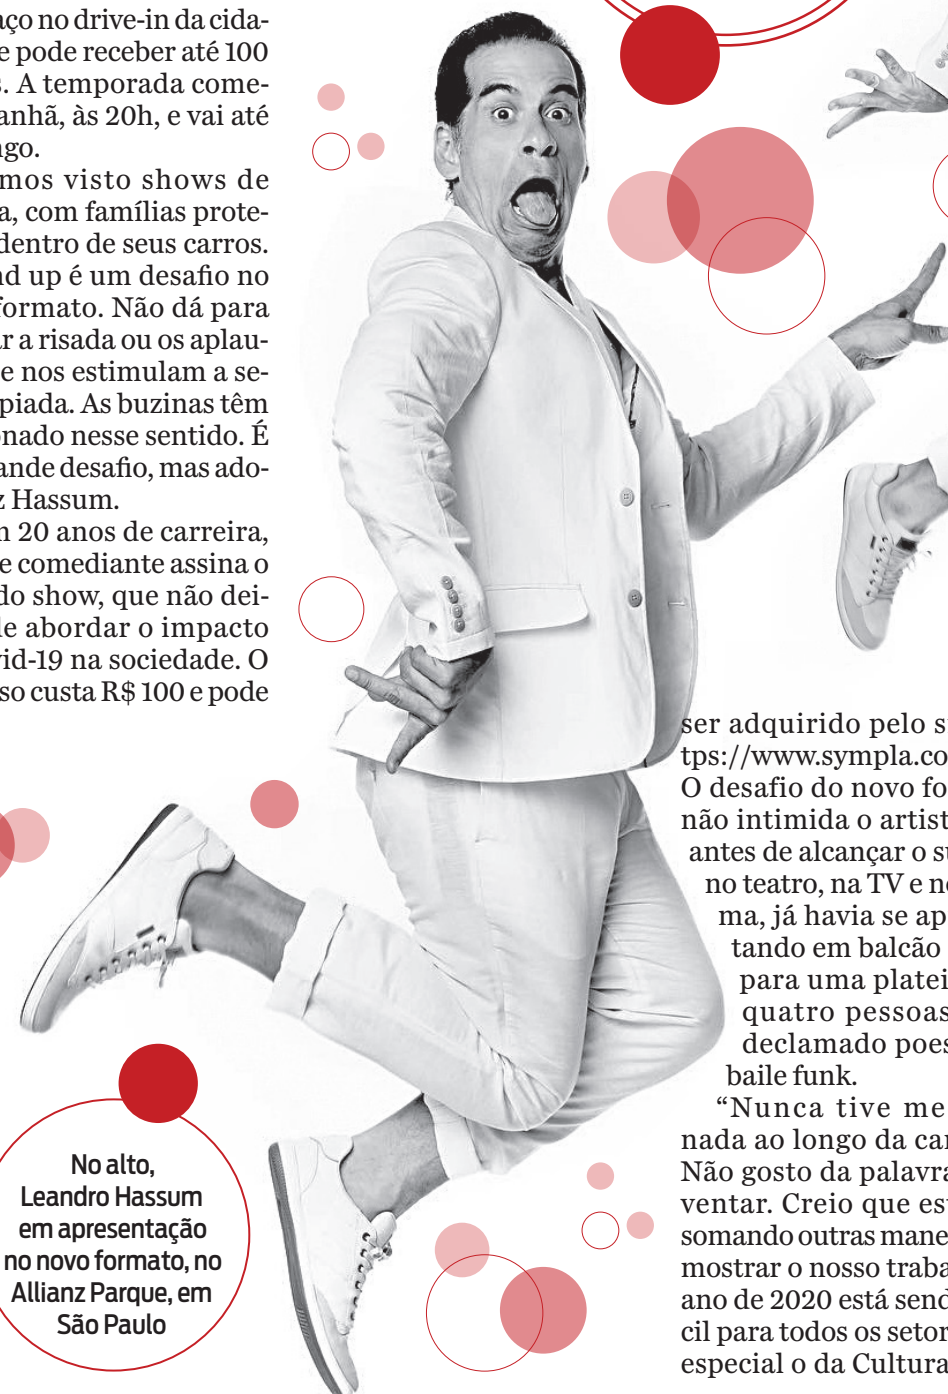 aço no drive-in da cida-
e pode receber até 100
s. A temporada come-
anhã, às 20h, e vai até
ngo.
mos visto shows de
a, com famílias prote-
dentro de seus carros.
nd up é um desafio no
formato. Não dá para
ar a risada ou os aplau-
e nos estimulam a se-
piada. As buzinas têm
onado nesse sentido. É
ande desafio, mas ado-
z Hassum.
m 20 anos de carreira,
e comediante assina o
do show, que não dei-
le abordar o impacto
vid-19 na sociedade. O
so custa R$ 100 e pode
ser adquirido pelo s
tps://www.sympla.co
O desafio do novo fo
não intimida o artist
antes de alcançar o su
no teatro, na TV e n
ma, já havia se ap
tando em balcão
para uma platei
quatro pessoas
declamado poes
baile funk.
“Nunca tive me
nada ao longo da car
Não gosto da palavra
ventar. Creio que es
somando outras mane
mostrar o nosso traba
ano de 2020 está send
cil para todos os setor
especial o da Cultura
No alto,
Leandro Hassum
em apresentação
no novo formato, no
Allianz Parque, em
São Paulo